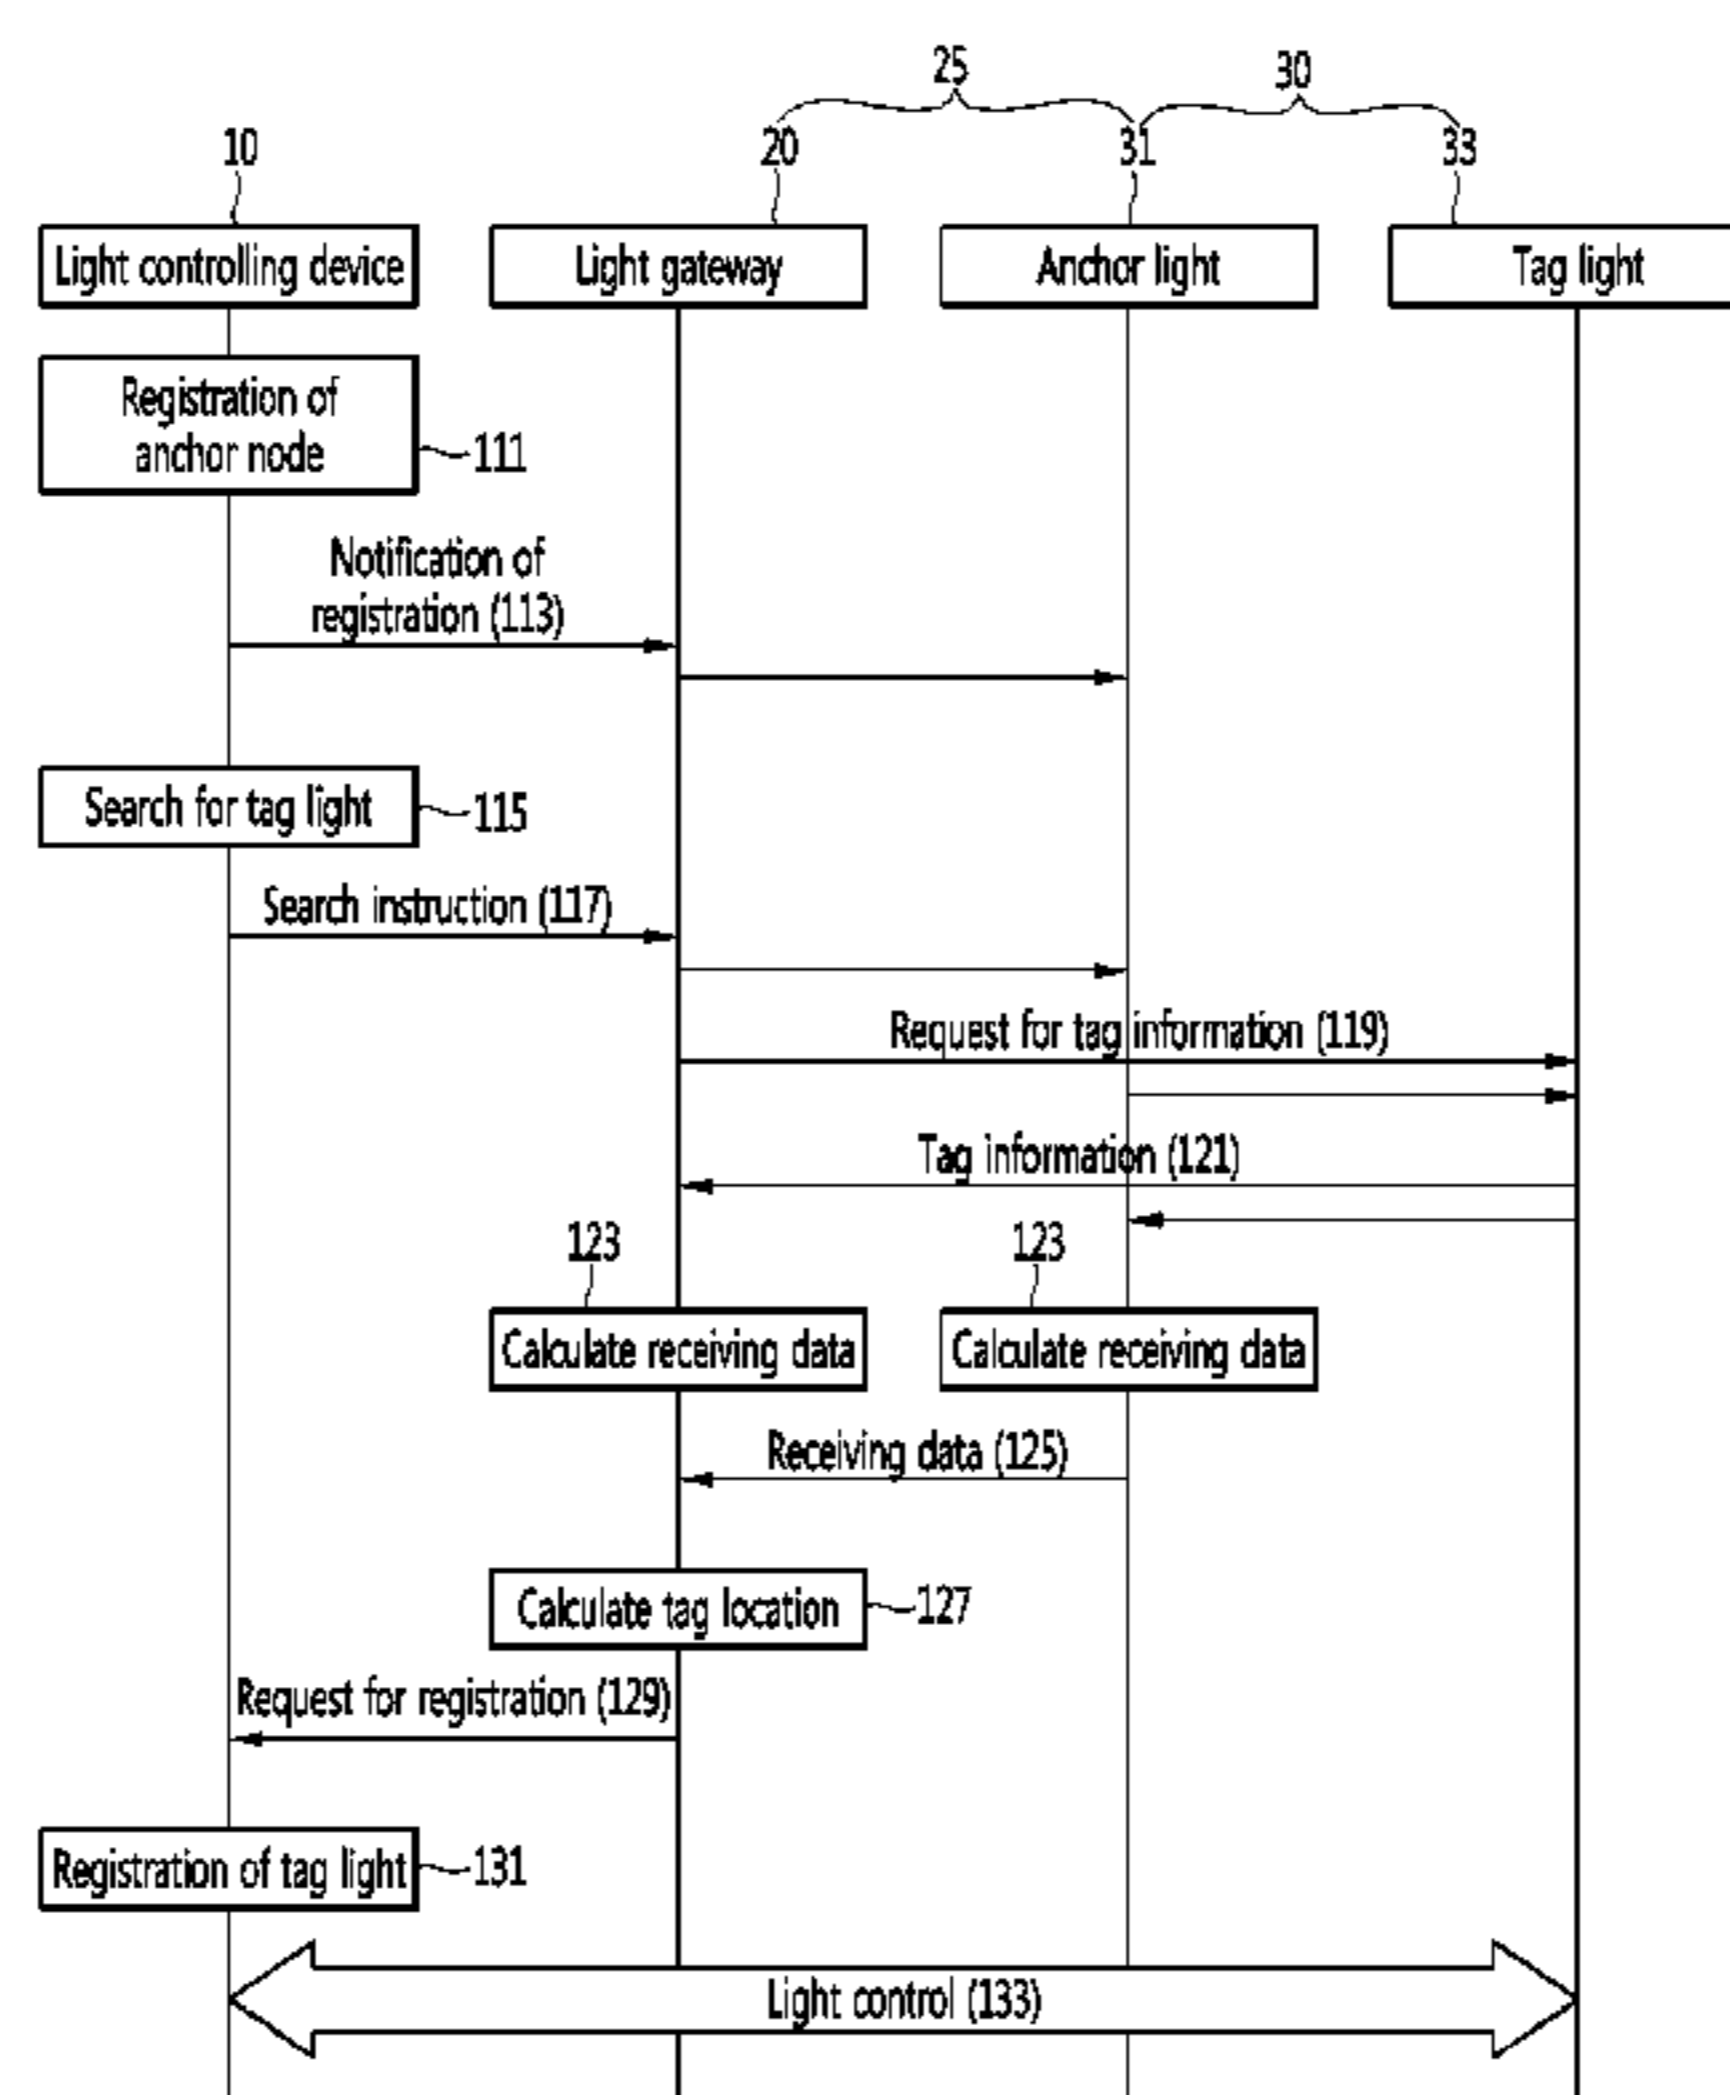 25
30
10
20
31
33
Light controlling device
Light gateway
Anchor light
Tag light
Registration of
anchor node
111
Notification of
registration (113)
Search for tag light
115
Search instruction (117)
Request for tag information (119)
Tag information (121)
123
123
Calculate receiving data
Calculate receiving data
Receiving data (125)
Calculate tag location
127
Request for registration (129)
Registration of tag light
131
Light control (133)